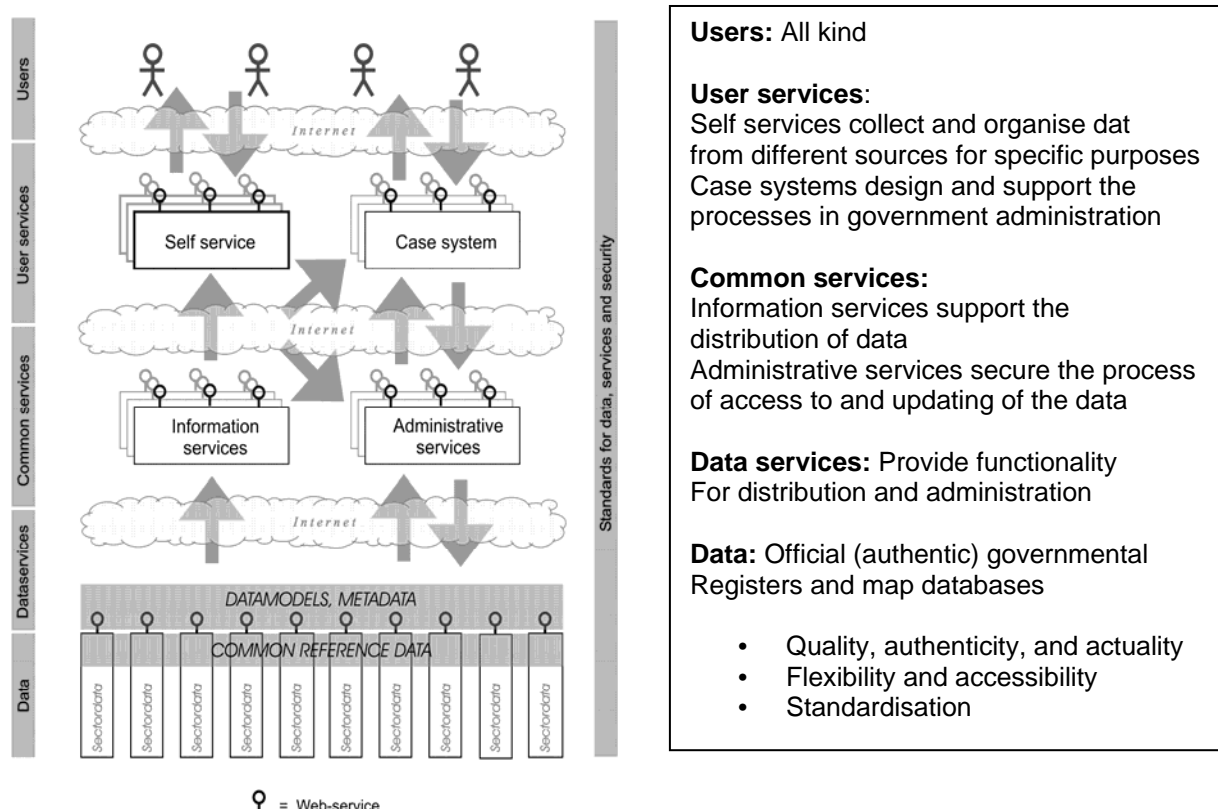 Users
User services
Common services
Dataservices
Data
Internet
Self service
Case system
Internet
Information
services
Administrative
services
Internet
DATAMODELS, METADATA
COMMON REFERENCE DATA
Sectordata
Sectordata
Sectordata
Sectordata
Sectordata
Sectordata
Sectordata
Sectordata
Sectordata
Sectordata
= Web-service
Standards for data, services and security
Users: All kind
User services:
Self services collect and organise dat
from different sources for specific purposes
Case systems design and support the
processes in government administration
Common services:
Information services support the
distribution of data
Administrative services secure the process
of access to and updating of the data
Data services: Provide functionality
For distribution and administration
Data: Official (authentic) governmental
Registers and map databases
• Quality, authenticity, and actuality
• Flexibility and accessibility
• Standardisation